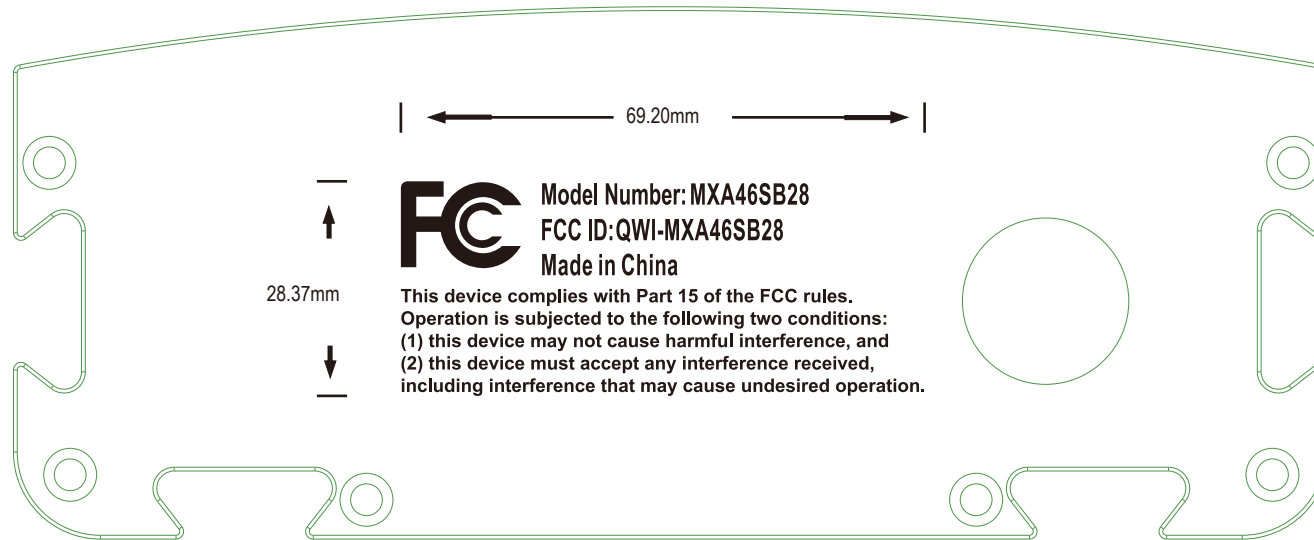 69.20mm
FC Model Number: MXA46SB28
FCC ID:QWI-MXA46SB28
Made in China
28.37mm
This device complies with Part 15 of the FCC rules.
Operation is subjected to the following two conditions:
(1) this device may not cause harmful interference, and
(2) this device must accept any interference received,
including interference that may cause undesired operation.